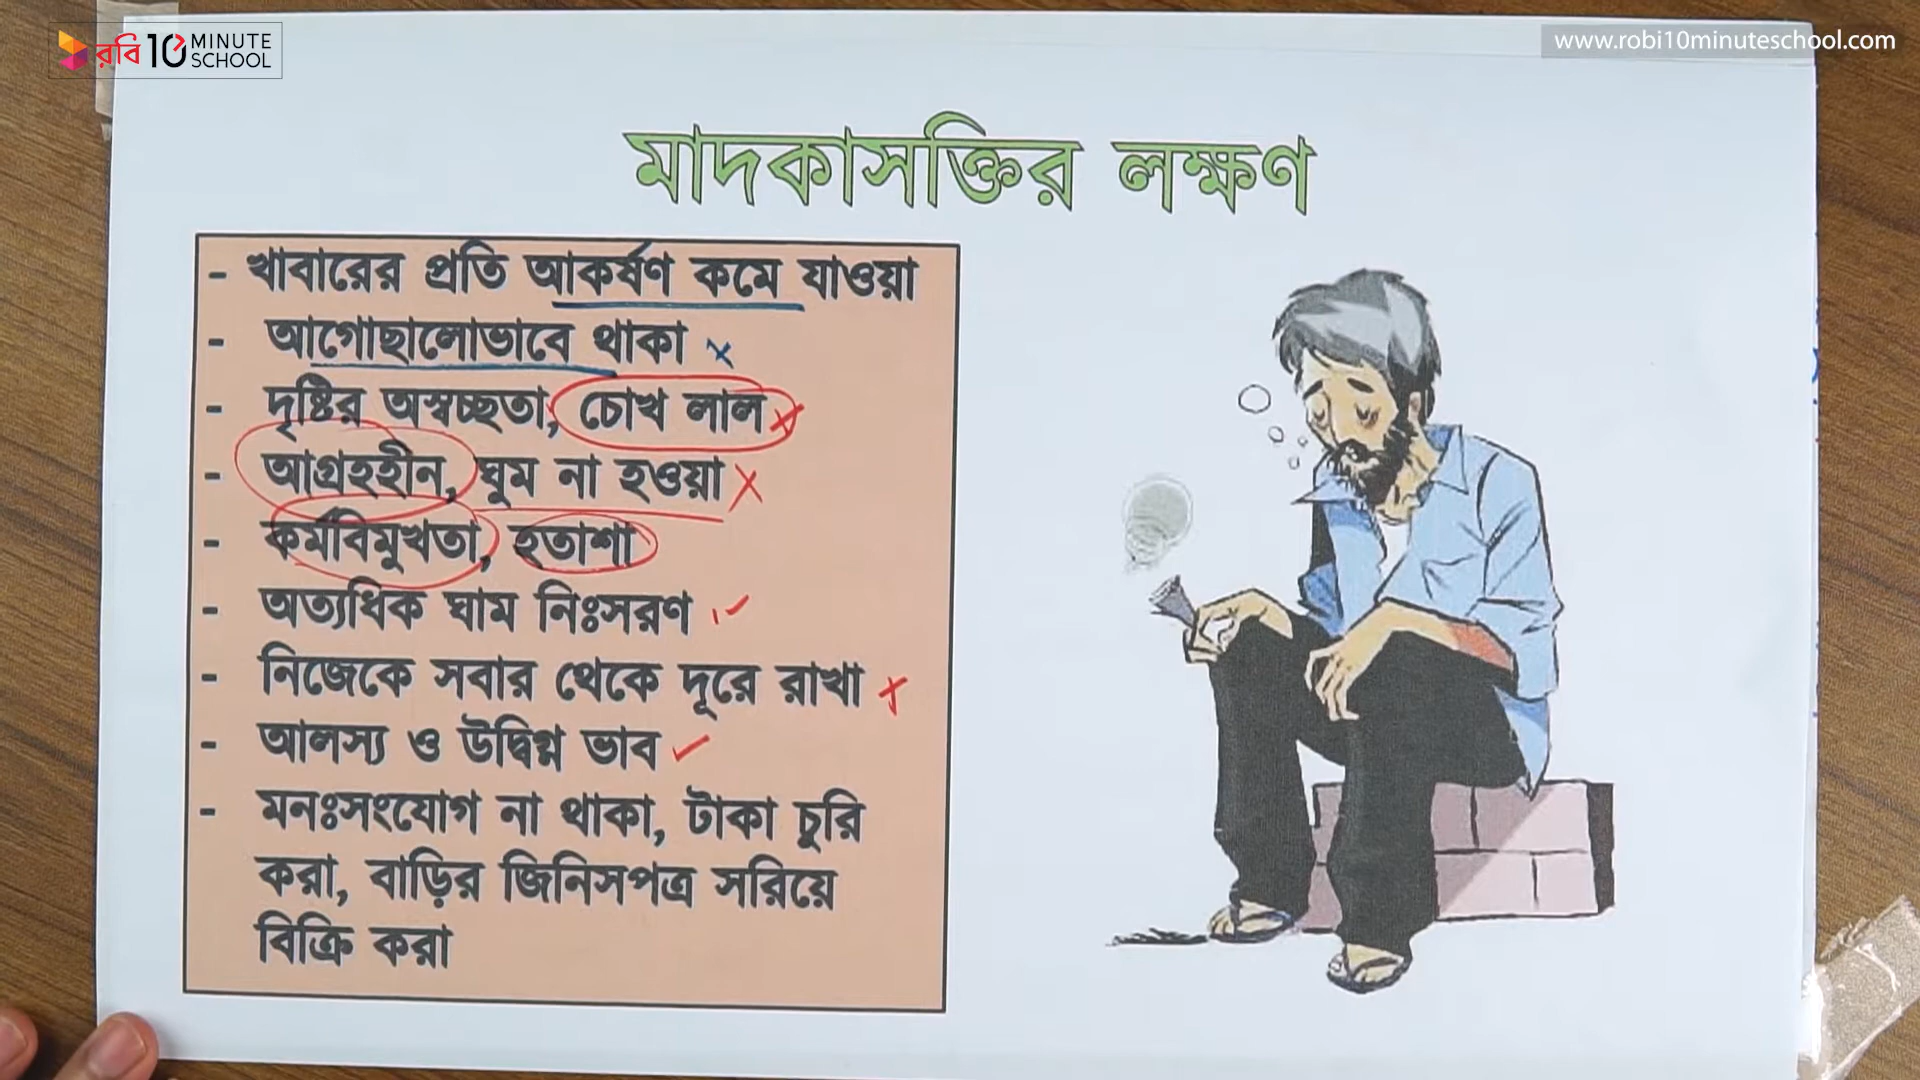 রবি 10 MINUTE SCHOOL
www.robi10minuteschool.com
মাদকাসক্তির লক্ষণ
- খাবারের প্রতি আকর্ষণ কমে যাওয়া
- আগোছালোভাবে থাকা
- দৃষ্টির অস্বচ্ছতা, চোখ লাল
- আগ্রহহীন, ঘুম না হওয়া
- কর্মবিমুখতা, হতাশা
- অত্যধিক ঘাম নিঃসরণ
- নিজেকে সবার থেকে দূরে রাখা
- আলস্য ও উদ্বিগ্ন ভাব
- মনঃসংযোগ না থাকা, টাকা চুরি
করা, বাড়ির জিনিসপত্র সরিয়ে
বিক্রি করা